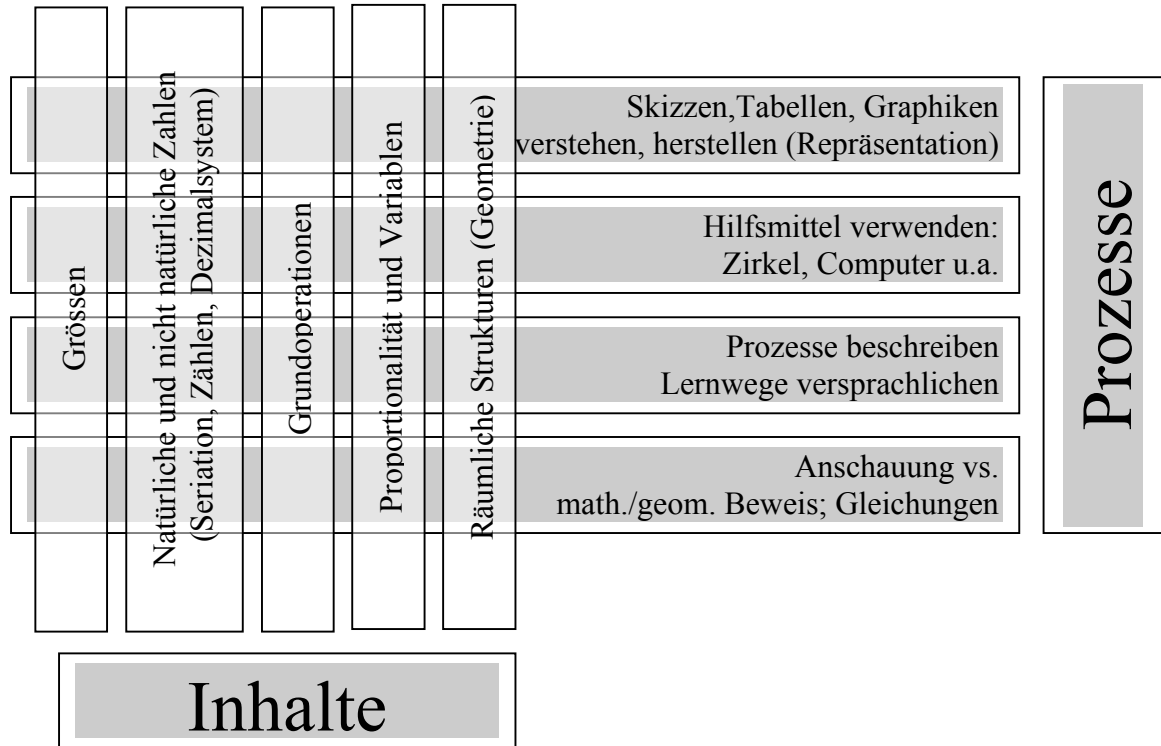 Grössen
Natürliche und nicht natürliche Zahlen
(Seriation, Zählen, Dezimalsystem)
Grundoperationen
Proportionalität und Variablen
Räumliche Strukturen (Geometrie)
Skizzen,Tabellen, Graphiken
verstehen, herstellen (Repräsentation)
Hilfsmittel verwenden:
Zirkel, Computer u.a.
Prozesse beschreiben
Lernwege versprachlichen
Anschauung vs.
math./geom. Beweis; Gleichungen
Prozesse
Inhalte